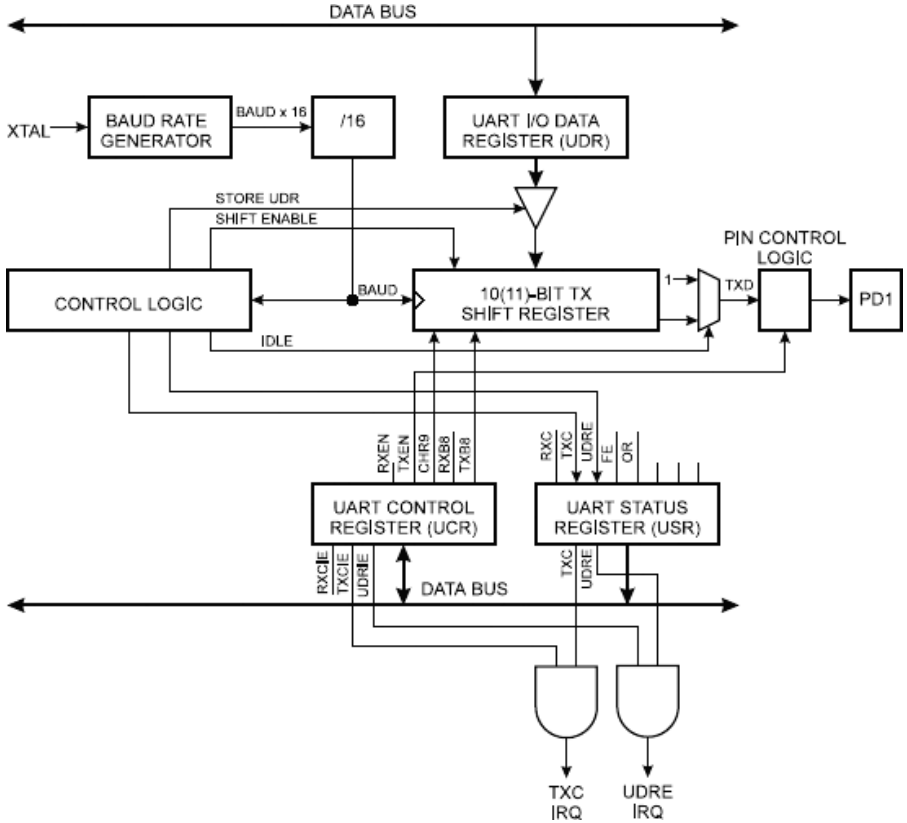 DATA BUS
XTAL
BAUD RATE
GENERATOR
BAUD x 16
/16
UART I/O DATA
REGISTER (UDR)
STORE UDR
SHIFT ENABLE
PIN CONTROL
LOGIC
CONTROL LOGIC
BAUD
10(11)-BIT TX
SHIFT REGISTER
1
TXD
PD1
IDLE
RXEN
TXEN
CHR9
RXB8
TXB8
RXC
TXC
UDRE
FE
OR
UART CONTROL
REGISTER (UCR)
UART STATUS
REGISTER (USR)
RXCIE
TXCIE
UDRIE
TXC
UDRE
DATA BUS
TXC
IRQ
UDRE
IRQ